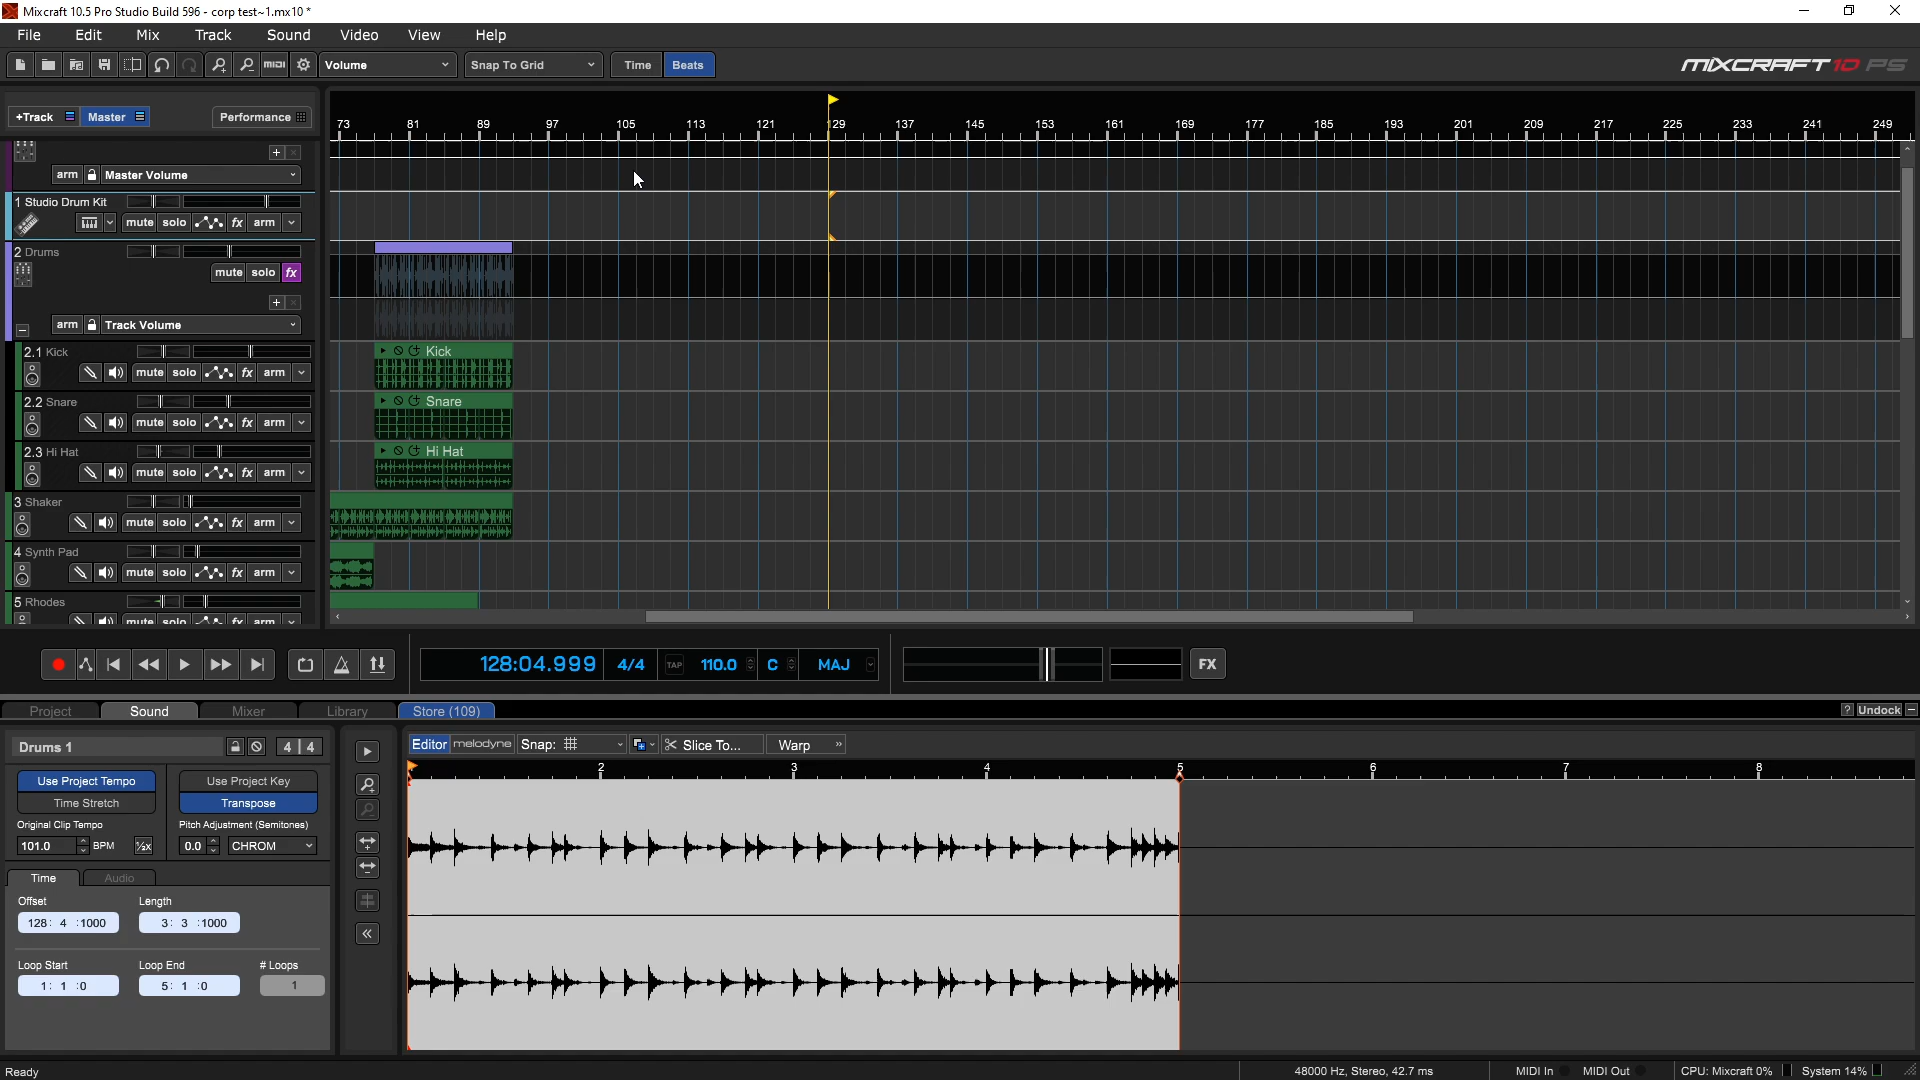 Mixcraft 10.5 Pro Studio Build 596 - corp test~1.mx10 *
File Edit Mix Track Sound Video View Help
MIDI Volume Snap To Grid Time Beats
MIXCRAFT 10 PS
+Track Master Performance
73 81 89 97 105 113 121 129 137 145 153 161 169 177 185 193 201 209 217 225 233 241 249
arm Master Volume
1 Studio Drum Kit
mute solo fx arm
2 Drums
mute solo fx
arm Track Volume
2.1 Kick
mute solo fx arm
Kick
2.2 Snare
mute solo fx arm
Snare
2.3 Hi Hat
mute solo fx arm
Hi Hat
3 Shaker
mute solo fx arm
4 Synth Pad
mute solo fx arm
5 Rhodes
mute solo fx arm
128:04.999 4/4 TAP 110.0 C MAJ FX
Project Sound Mixer Library Store (109) ? Undock
Drums 1 4 4
Editor melodyne Snap: Slice To... Warp »
2 3 4 5 6 7 8
Use Project Tempo Use Project Key
Time Stretch Transpose
Original Clip Tempo Pitch Adjustment (Semitones)
101.0 BPM ½x 0.0 CHROM
Time Audio
Offset Length
128: 4 :1000 3: 3 :1000
Loop Start Loop End # Loops
1: 1 :0 5: 1 :0 1
Ready 48000 Hz, Stereo, 42.7 ms MIDI In MIDI Out CPU: Mixcraft 0% System 14%